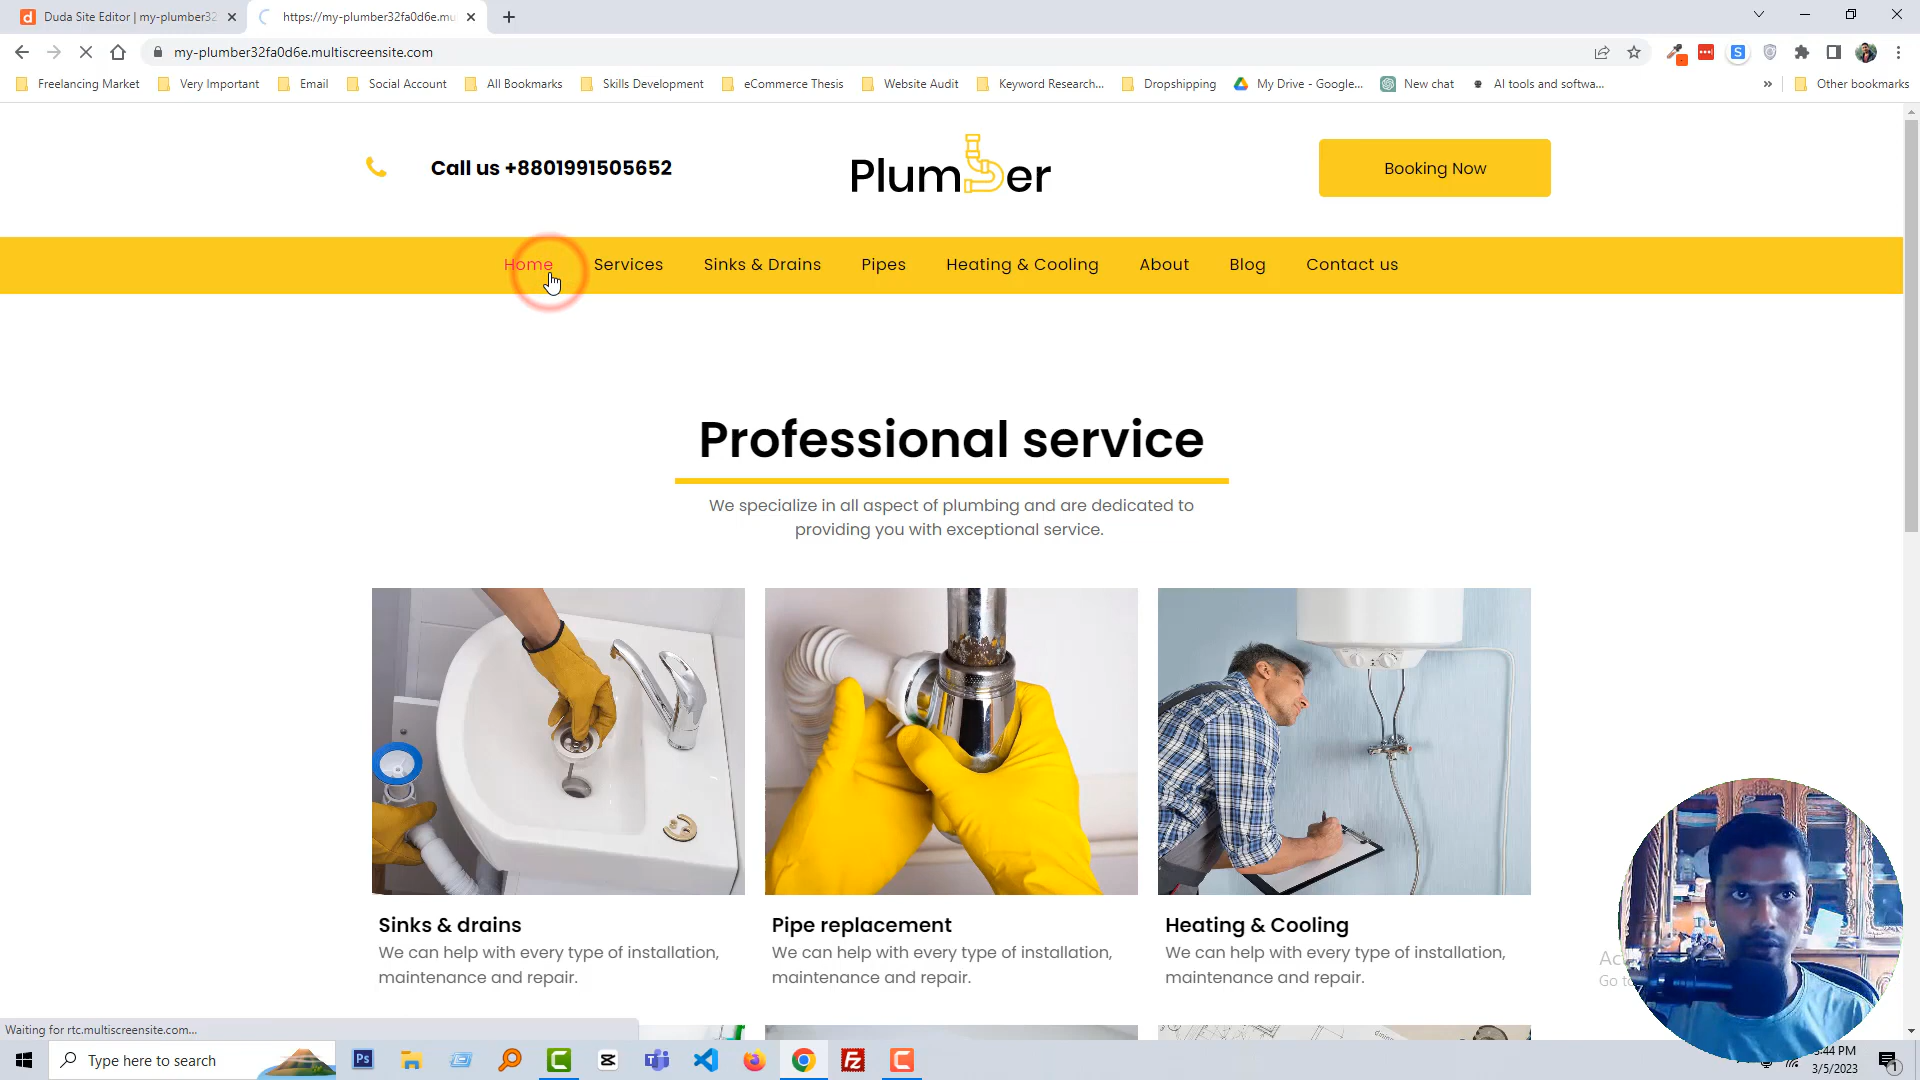 Duda Site Editor | my-plumber32
https://my-plumber32fa0d6e.mu
my-plumber32fa0d6e.multiscreensite.com
Freelancing Market
Very Important
Email
Social Account
All Bookmarks
Skills Development
eCommerce Thesis
Website Audit
Keyword Research...
Dropshipping
My Drive - Google...
New chat
AI tools and softwa...
»
Other bookmarks
Call us +8801991505652
Plumber
Booking Now
Home
Services
Sinks & Drains
Pipes
Heating & Cooling
About
Blog
Contact us
Professional service
We specialize in all aspect of plumbing and are dedicated to
providing you with exceptional service.
Sinks & drains
We can help with every type of installation,
maintenance and repair.
Pipe replacement
We can help with every type of installation,
maintenance and repair.
Heating & Cooling
We can help with every type of installation,
maintenance and repair.
Go to
Waiting for rtc.multiscreensite.com...
Type here to search
:44 PM
3/5/2023